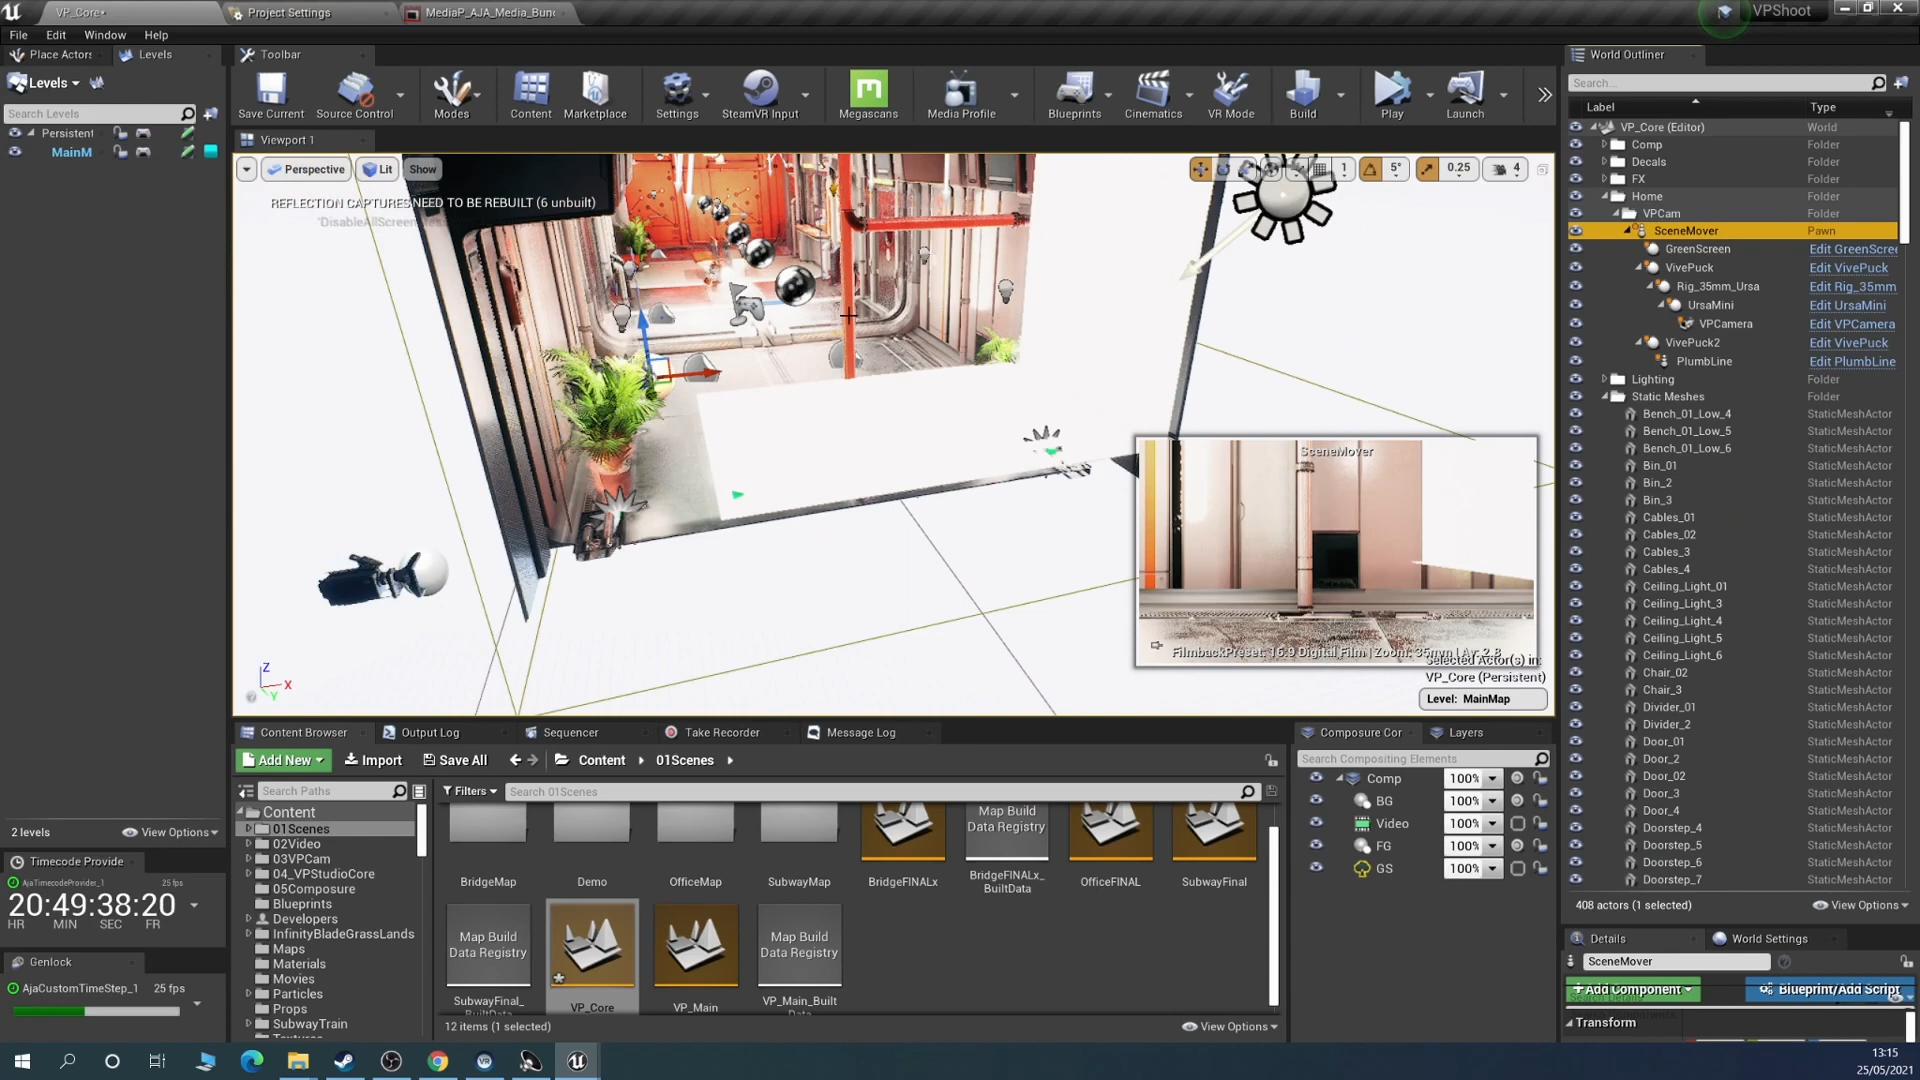 VP_Core•
Project Settings
MediaP_AJA_Media_Bun
VPShoot
File Edit Window Help
Place Actors
Levels
Toolbar
World Outliner
Levels
Search Levels
Persistent
MainM
Save Current
Source Control
Modes
Content
Marketplace
Settings
SteamVR Input
Megascans
Media Profile
Blueprints
Cinematics
VR Mode
Build
Play
Launch
Viewport 1
Perspective
Lit
Show
1
5°
0.25
4
REFLECTION CAPTURES NEED TO BE REBUILT (6 unbuilt)
SceneMover
FilmbackPreset: 16:9 Digital Film | Zoom: 35mm | Av: 2.8
Selected Actor(s) in:
VP_Core (Persistent)
Level: MainMap
Z
X
Y
Search...
Label Type
VP_Core (Editor) World
Comp Folder
Decals Folder
FX Folder
Home Folder
VPCam Folder
SceneMover Pawn
GreenScreen Edit GreenScree
VivePuck Edit VivePuck
Rig_35mm_Ursa Edit Rig_35mm
UrsaMini Edit UrsaMini
VPCamera Edit VPCamera
VivePuck2 Edit VivePuck
PlumbLine Edit PlumbLine
Lighting Folder
Static Meshes Folder
Bench_01_Low_4 StaticMeshActor
Bench_01_Low_5 StaticMeshActor
Bench_01_Low_6 StaticMeshActor
Bin_01 StaticMeshActor
Bin_2 StaticMeshActor
Bin_3 StaticMeshActor
Cables_01 StaticMeshActor
Cables_02 StaticMeshActor
Cables_3 StaticMeshActor
Cables_4 StaticMeshActor
Ceiling_Light_01 StaticMeshActor
Ceiling_Light_3 StaticMeshActor
Ceiling_Light_4 StaticMeshActor
Ceiling_Light_5 StaticMeshActor
Ceiling_Light_6 StaticMeshActor
Chair_02 StaticMeshActor
Chair_3 StaticMeshActor
Divider_01 StaticMeshActor
Divider_2 StaticMeshActor
Door_01 StaticMeshActor
Door_2 StaticMeshActor
Door_02 StaticMeshActor
Door_3 StaticMeshActor
Door_4 StaticMeshActor
Doorstep_4 StaticMeshActor
Doorstep_5 StaticMeshActor
Doorstep_6 StaticMeshActor
Doorstep_7 StaticMeshActor
408 actors (1 selected)
View Options
Details
World Settings
SceneMover
+Add Component
Blueprint/Add Script
Transform
2 levels
View Options
Timecode Provide
AjaTimecodeProvider_1 25 fps
20:49:38:20
HR MIN SEC FR
Genlock
AjaCustomTimeStep_1 25 fps
Content Browser
Output Log
Sequencer
Take Recorder
Message Log
Add New
Import
Save All
Content
01Scenes
Search Paths
Filters
Search 01Scenes
Content
01Scenes
02Video
03VPCam
04_VPStudioCore
05Composure
Blueprints
Developers
InfinityBladeGrassLands
Maps
Materials
Movies
Particles
Props
SubwayTrain
Map Build
Data Registry
BridgeMap
Demo
OfficeMap
SubwayMap
BridgeFINALx
BridgeFINALx_
BuiltData
OfficeFINAL
SubwayFinal
Map Build
Data Registry
Map Build
Data Registry
SubwayFinal_
BuiltData
VP_Core
VP_Main
VP_Main_Built
Data
12 items (1 selected)
View Options
Composure Cor
Layers
Search Compositing Elements
Comp 100%
BG 100%
Video 100%
FG 100%
GS 100%
13:15
25/05/2021